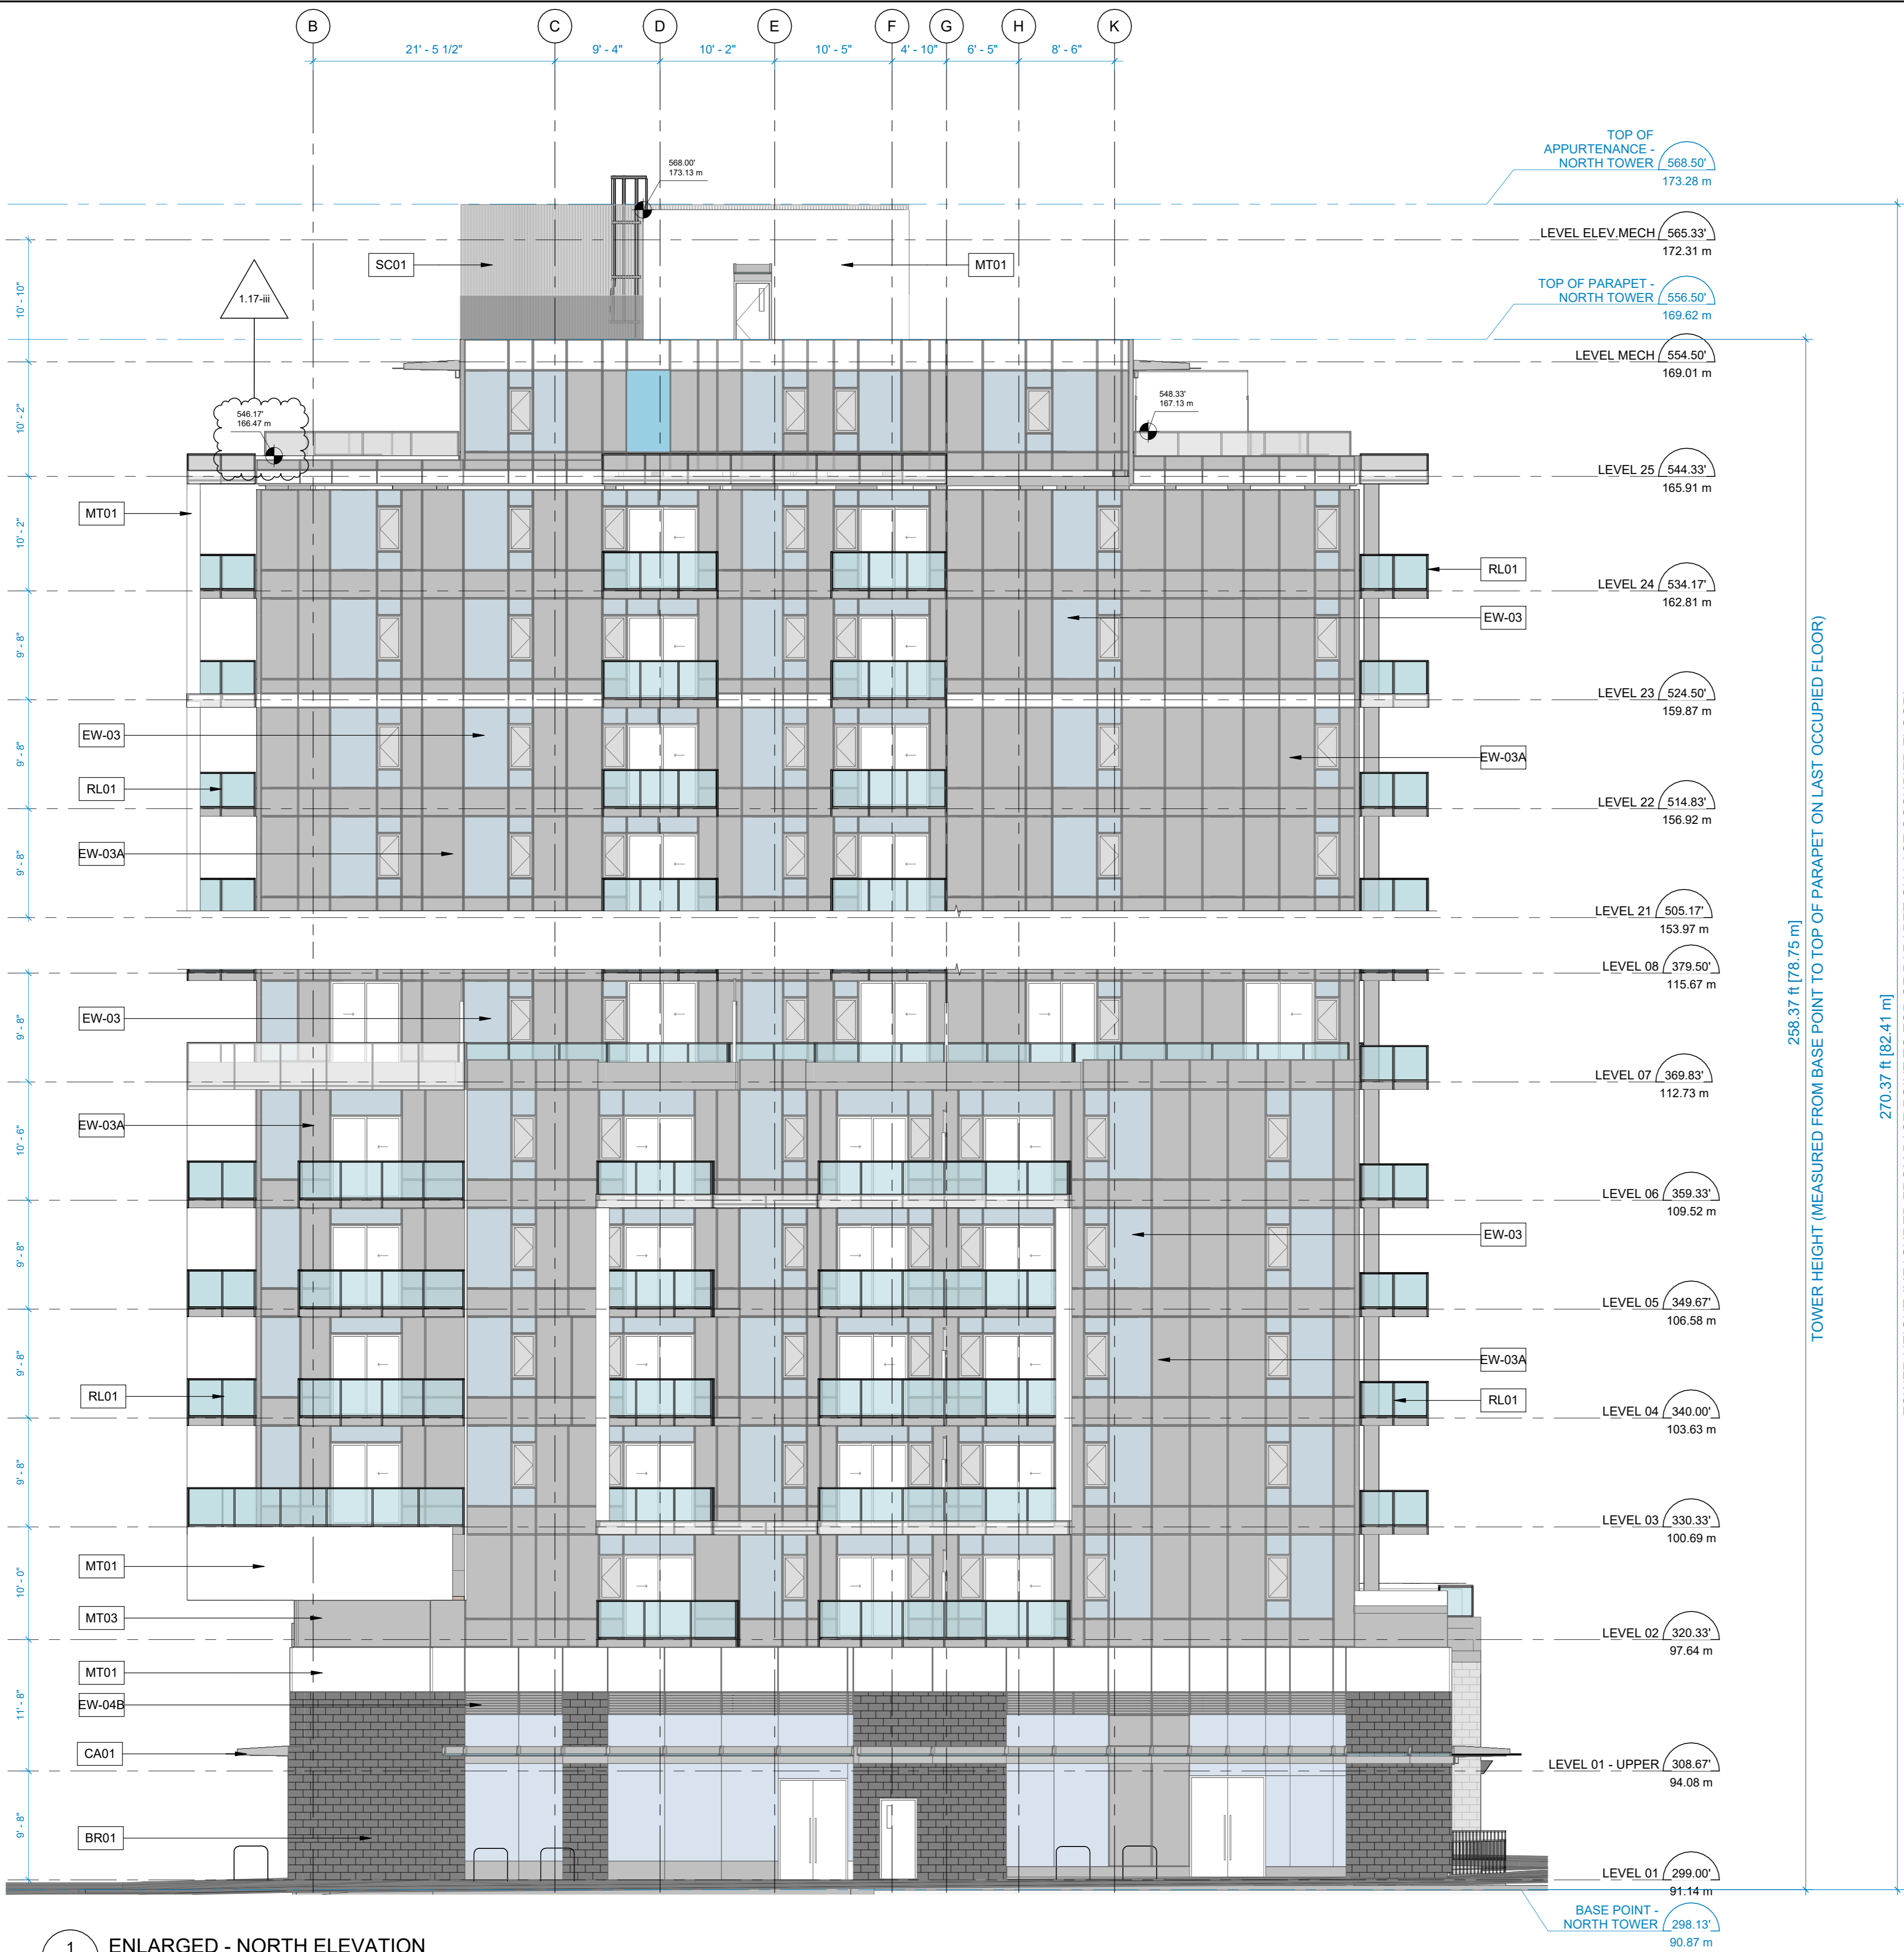 B C D E F G H K
21' - 5 1/2" 9' - 4" 10' - 2" 10' - 5" 4' - 10" 6' - 5" 8' - 6"
TOP OF
APPURTENANCE -
NORTH TOWER 568.50'
173.28 m
568.00'
173.13 m
LEVEL ELEV.MECH 565.33'
172.31 m
SC01
MT01
1.17-iii
10' - 10"
TOP OF PARAPET -
NORTH TOWER 556.50'
169.62 m
LEVEL MECH 554.50'
169.01 m
546.17'
166.47 m
548.33'
167.13 m
10' - 2"
LEVEL 25 544.33'
165.91 m
MT01
10' - 2"
RL01
LEVEL 24 534.17'
162.81 m
EW-03
9' - 8"
LEVEL 23 524.50'
159.87 m
EW-03
9' - 8"
EW-03A
RL01
LEVEL 22 514.83'
156.92 m
EW-03A
9' - 8"
LEVEL 21 505.17'
153.97 m
LEVEL 08 379.50'
115.67 m
EW-03
9' - 8"
LEVEL 07 369.83'
112.73 m
EW-03A
10' - 6"
LEVEL 06 359.33'
109.52 m
EW-03
9' - 8"
LEVEL 05 349.67'
106.58 m
EW-03A
9' - 8"
RL01
RL01
LEVEL 04 340.00'
103.63 m
9' - 8"
LEVEL 03 330.33'
100.69 m
MT01
10' - 0"
MT03
LEVEL 02 320.33'
97.64 m
MT01
EW-04B
11' - 8"
CA01
LEVEL 01 - UPPER 308.67'
94.08 m
BR01
9' - 8"
LEVEL 01 299.00'
91.14 m
BASE POINT -
NORTH TOWER 298.13'
90.87 m
258.37 ft [78.75 m]
TOWER HEIGHT (MEASURED FROM BASE POINT TO TOP OF PARAPET ON LAST OCCUPIED FLOOR)
270.37 ft [82.41 m]
1 ENLARGED - NORTH ELEVATION